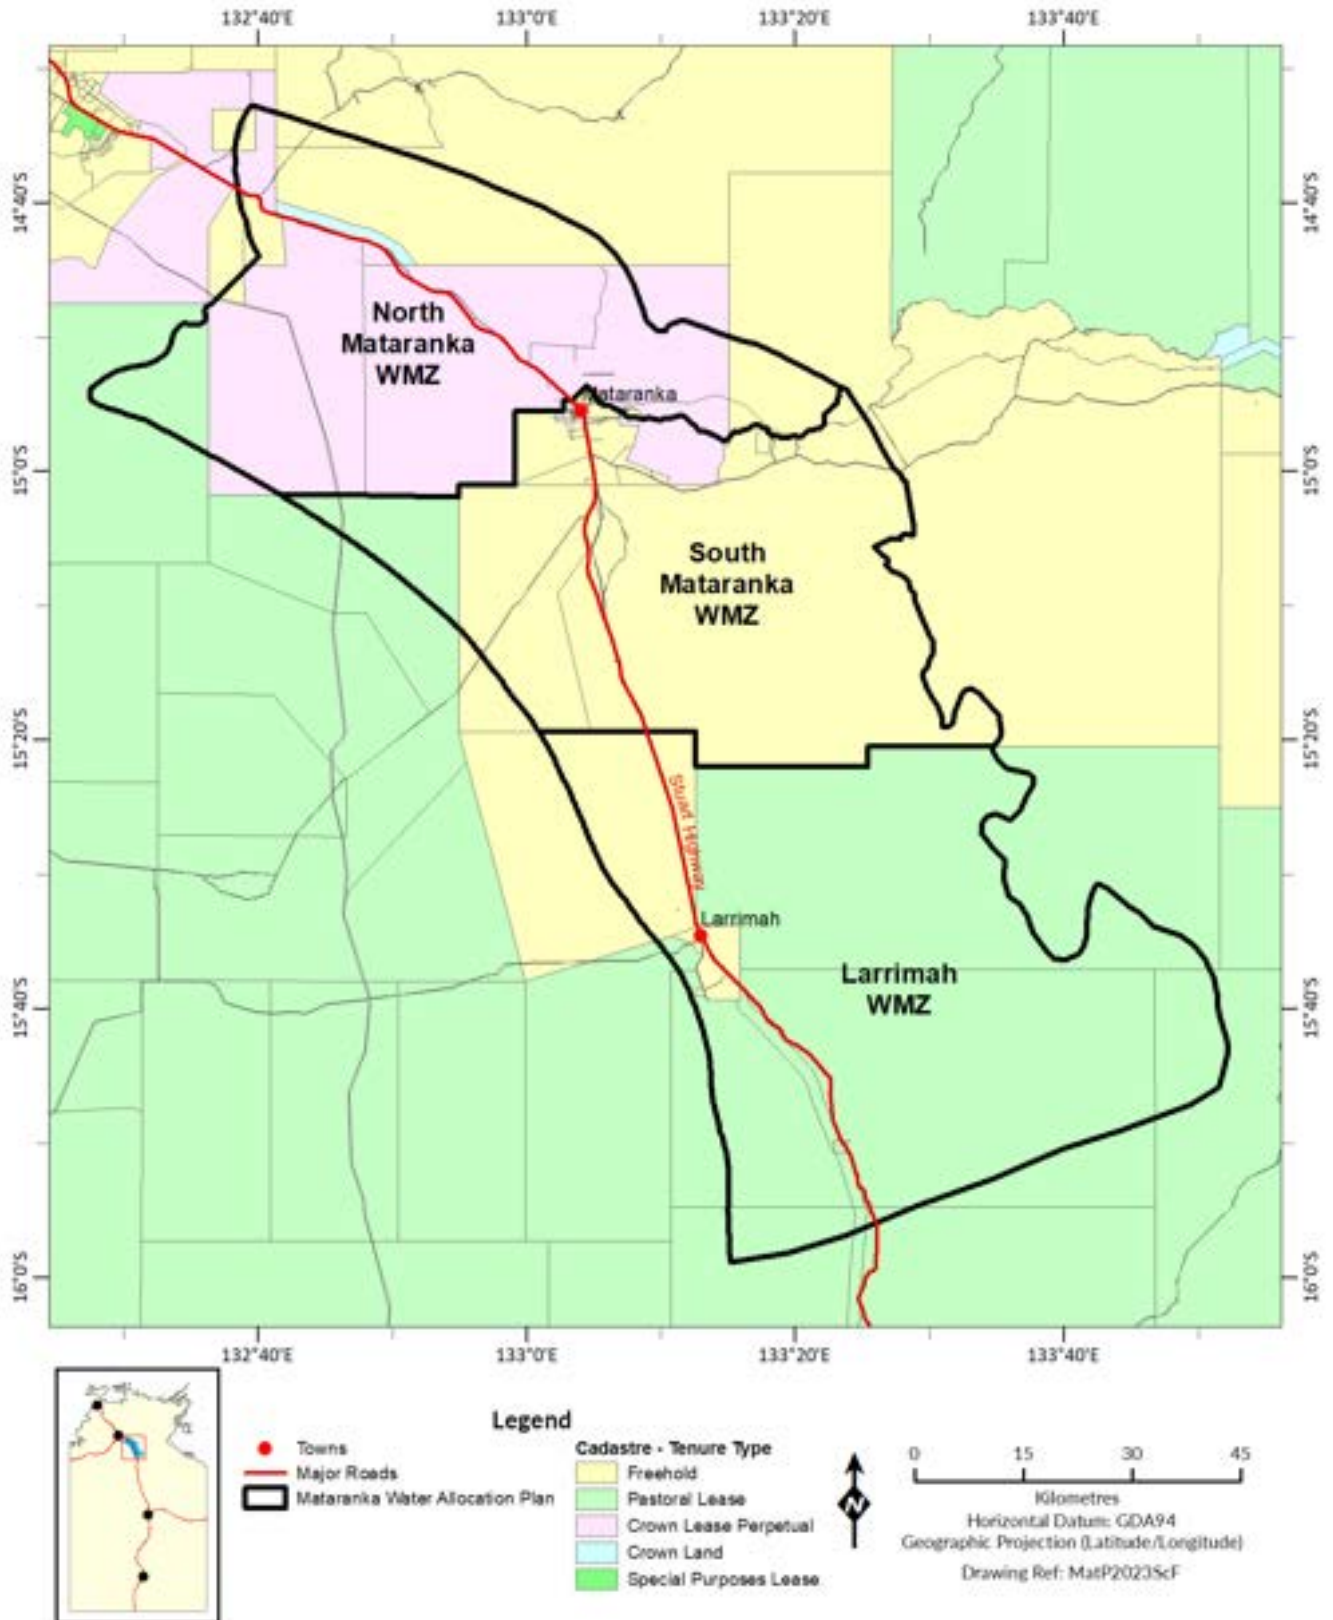 132°40'E 133°0'E 133°20'E 133°40'E
14°40'S 14°40'S
North
Mataranka
WMZ
Mataranka
15°0'S 15°0'S
South
Mataranka
WMZ
15°20'S 15°20'S
Stuart Highway
Larrimah
Larrimah
WMZ
15°40'S 15°40'S
16°0'S 16°0'S
132°40'E 133°0'E 133°20'E 133°40'E
Legend
Towns
Major Roads
Mataranka Water Allocation Plan
Cadastre - Tenure Type
Freehold
Pastoral Lease
Crown Lease Perpetual
Crown Land
Special Purposes Lease
N
0 15 30 45
Kilometres
Horizontal Datum: GDA94
Geographic Projection (Latitude/Longitude)
Drawing Ref: MatP2023ScF